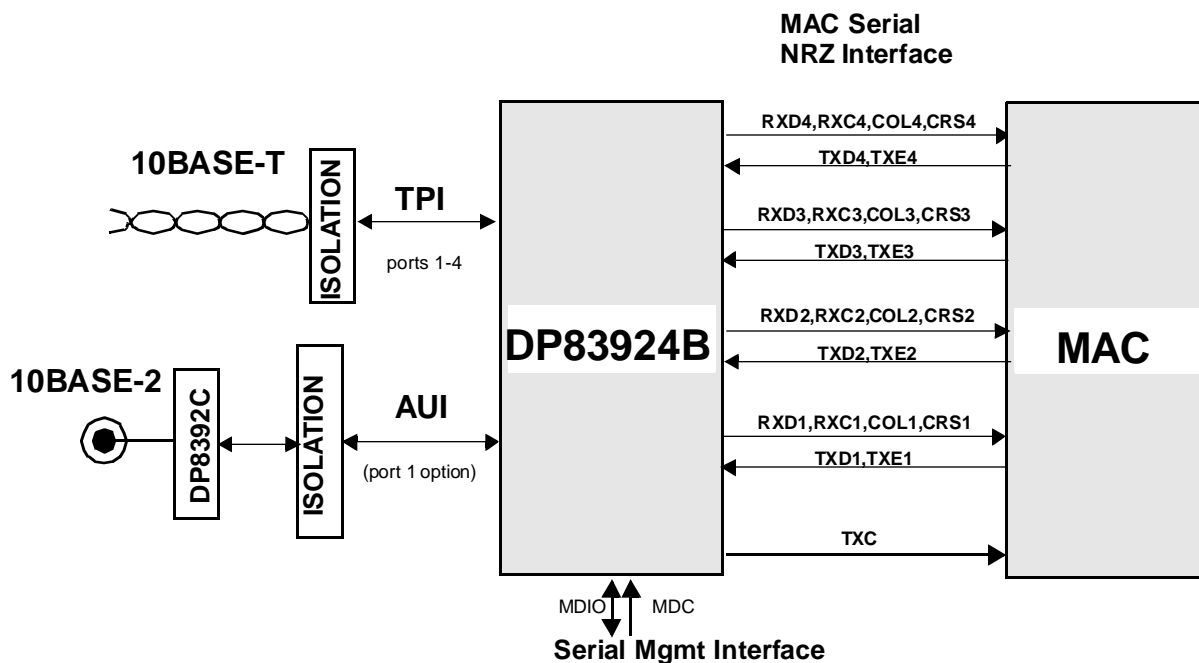 MAC Serial
NRZ Interface
10BASE-T
ISOLATION
TPI
ports 1-4
10BASE-2
DP8392C
ISOLATION
AUI
(port 1 option)
DP83924B
RXD4,RXC4,COL4,CRS4
TXD4,TXE4
RXD3,RXC3,COL3,CRS3
TXD3,TXE3
RXD2,RXC2,COL2,CRS2
TXD2,TXE2
RXD1,RXC1,COL1,CRS1
TXD1,TXE1
TXC
MAC
MDIO
MDC
Serial Mgmt Interface